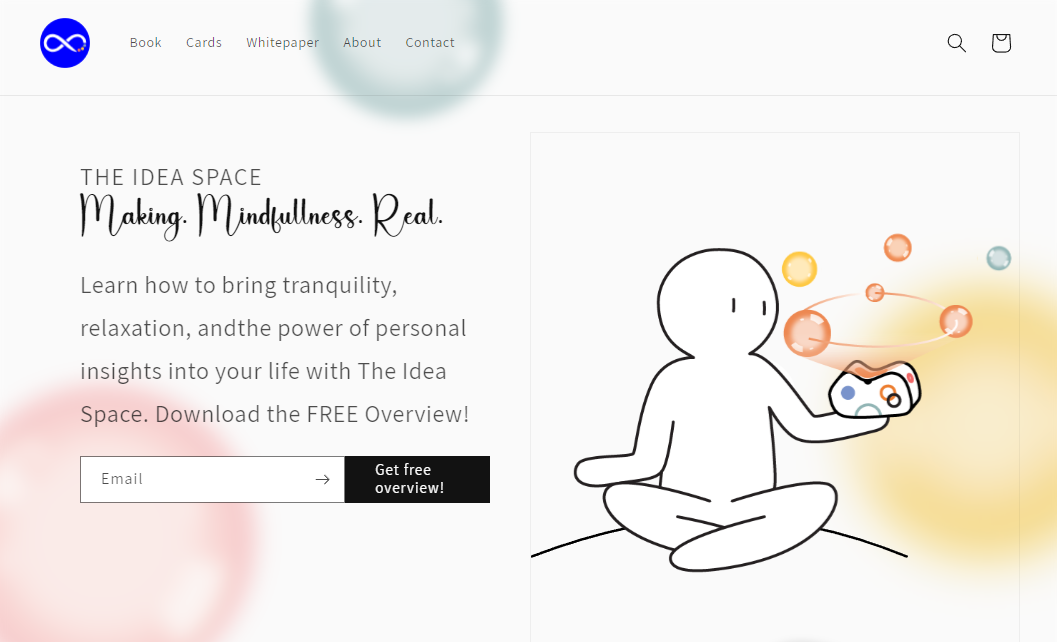 Book Cards Whitepaper About Contact
THE IDEA SPACE
Making. Mindfullness. Real.
Learn how to bring tranquility,
relaxation, andthe power of personal
insights into your life with The Idea
Space. Download the FREE Overview!
Email
Get free
overview!